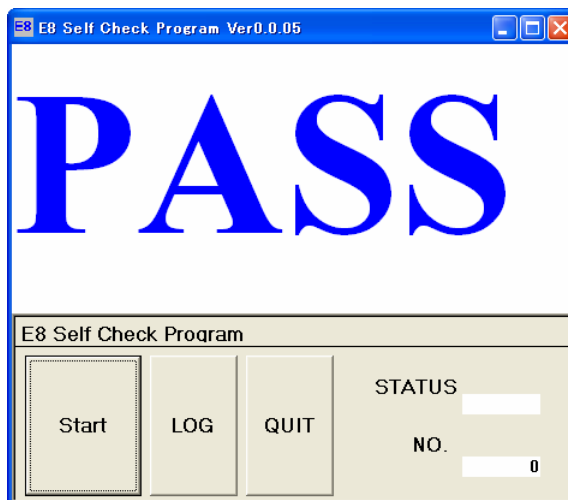 E8 E8 Self Check Program Ver0.0.05
PASS
E8 Self Check Program
Start LOG QUIT
STATUS
NO.
0